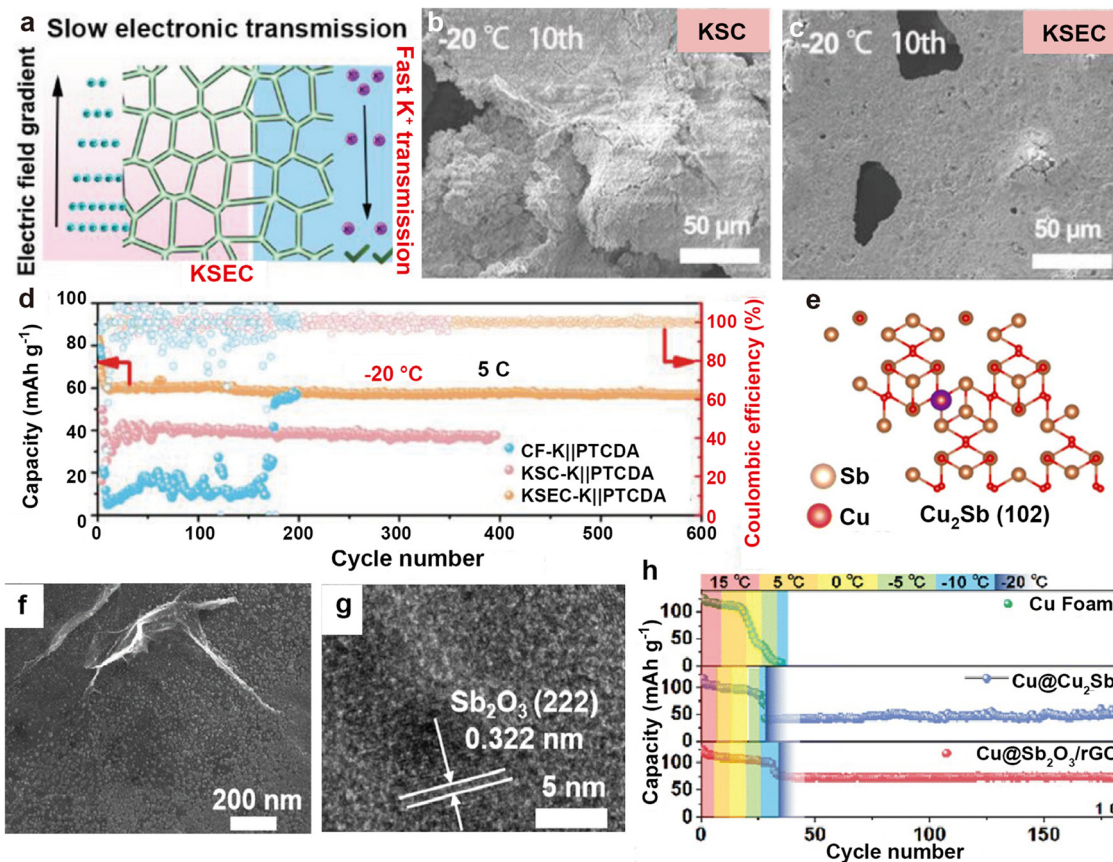 a
Slow electronic transmission
Electric field gradient
Fast K⁺ transmission
K⁺
KSEC
b
-20 °C 10th
KSC
50 μm
c
-20 °C 10th
KSEC
50 μm
d
100
80
60
40
20
0
Capacity (mAh g⁻¹)
-20 °C
5 C
CF-K||PTCDA
KSC-K||PTCDA
KSEC-K||PTCDA
100
80
60
40
20
0
Coulombic efficiency (%)
0 100 200 300 400 500 600
Cycle number
e
Sb
Cu
Cu₂Sb (102)
f
200 nm
g
Sb₂O₃ (222)
0.322 nm
5 nm
h
15 °C 5 °C 0 °C -5 °C -10 °C -20 °C
Cu Foam
Cu@Cu₂Sb
Cu@Sb₂O₃/rGO
100
50
0
100
50
0
100
50
0
Capacity (mAh g⁻¹)
0 50 100 150
Cycle number